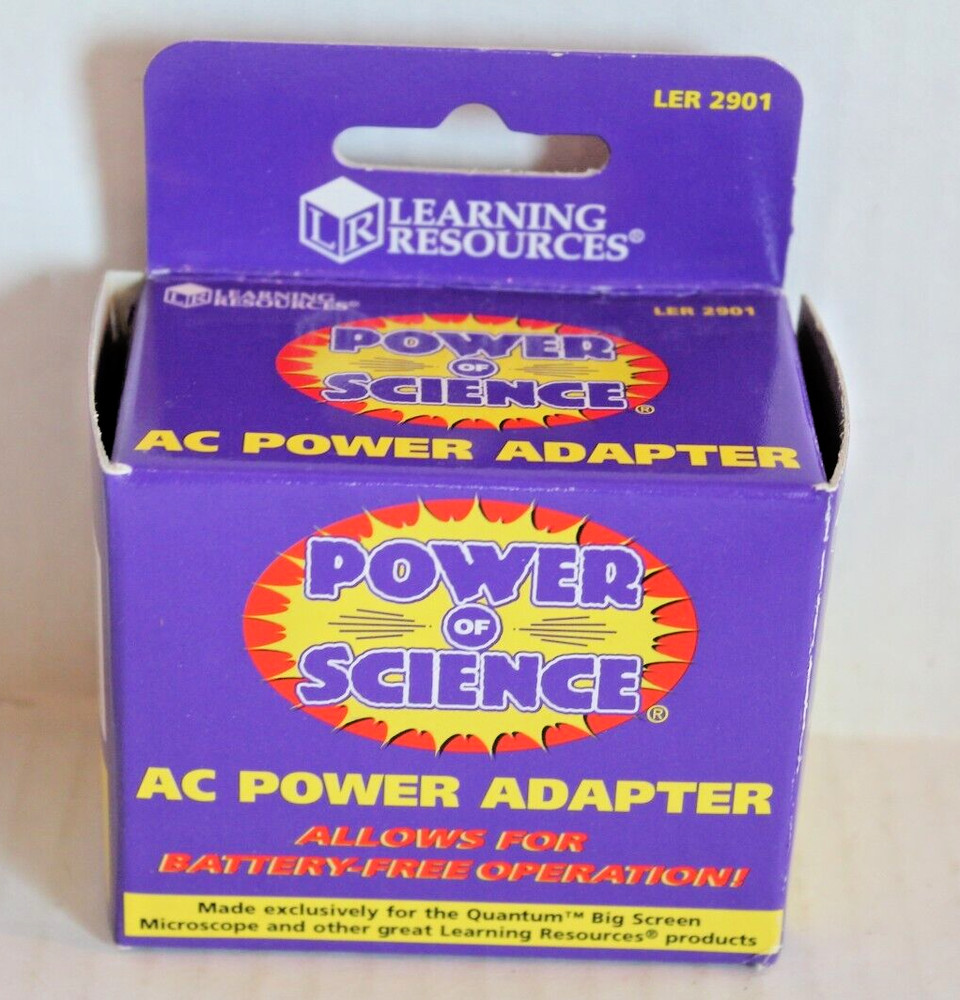 LER 2901
LR LEARNING
RESOURCES®
LR LEARNING
RESOURCES®
LER 2901
POWER
OF
SCIENCE®
AC POWER ADAPTER
POWER
OF
SCIENCE®
AC POWER ADAPTER
ALLOWS FOR
BATTERY-FREE OPERATION!
Made exclusively for the Quantum™ Big Screen
Microscope and other great Learning Resources® products